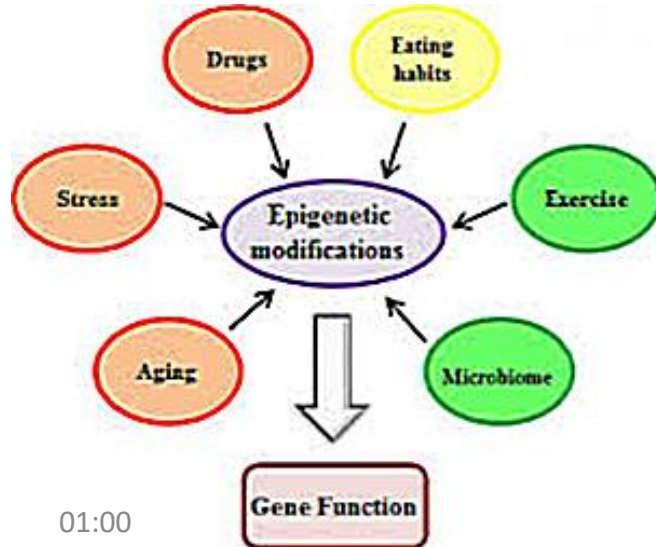 Drugs
Eating
habits
Stress
Epigenetic
modifications
Exercise
Aging
Microbiome
Gene Function
01:00